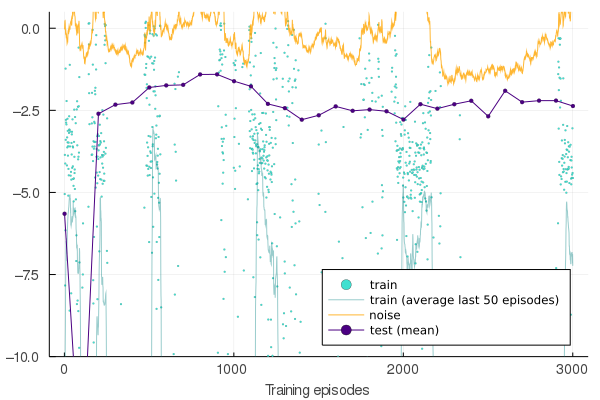 0.0
−2.5
−5.0
−7.5
−10.0
train
train (average last 50 episodes)
noise
test (mean)
0
1000
2000
3000
Training episodes